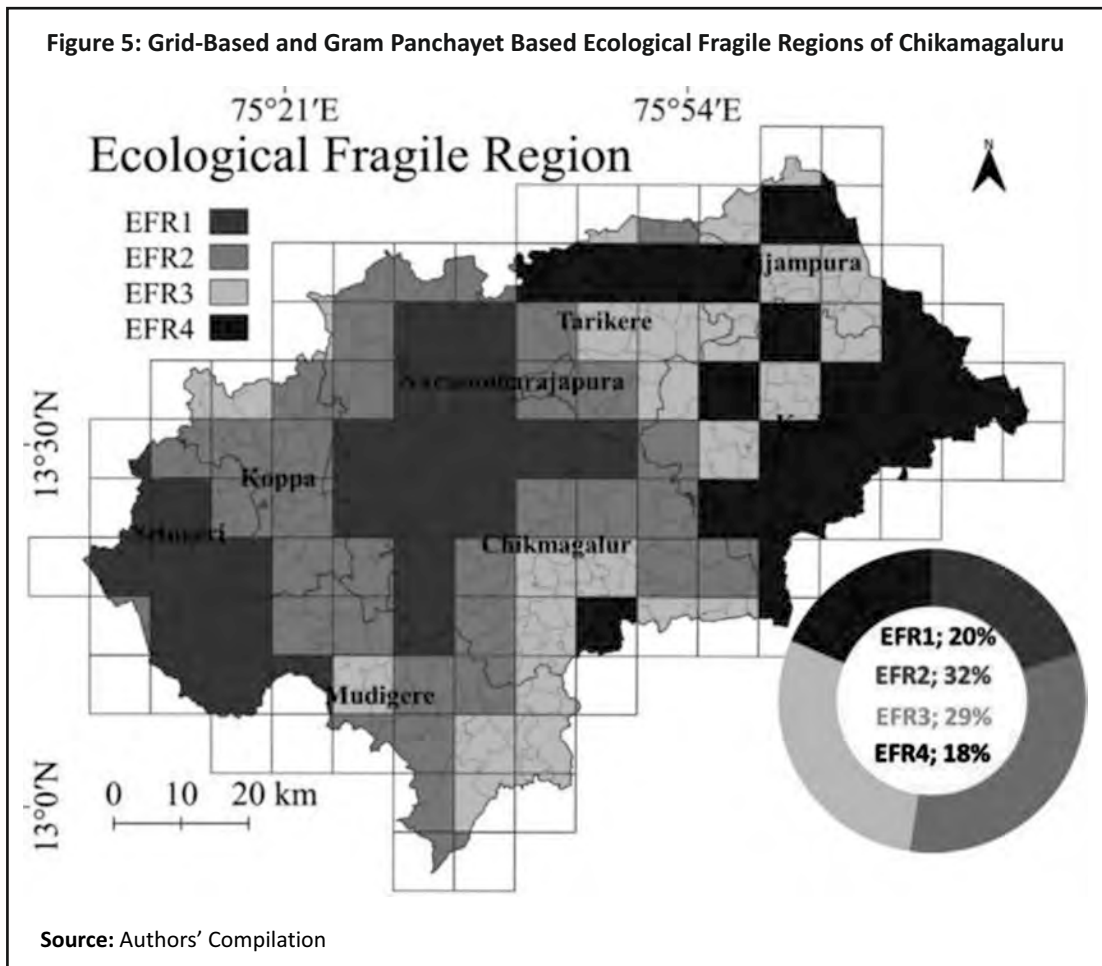 Figure 5: Grid-Based and Gram Panchayet Based Ecological Fragile Regions of Chikamagaluru
75°21′E 75°54′E
Ecological Fragile Region
N
EFR1
EFR2
EFR3
EFR4
jjampura
Tarikere
13°30′N
Koppa
Chikmagalur
Mudigere
EFR1; 20%
EFR2; 32%
EFR3; 29%
EFR4; 18%
13°0′N
0 10 20 km
Source: Authors’ Compilation